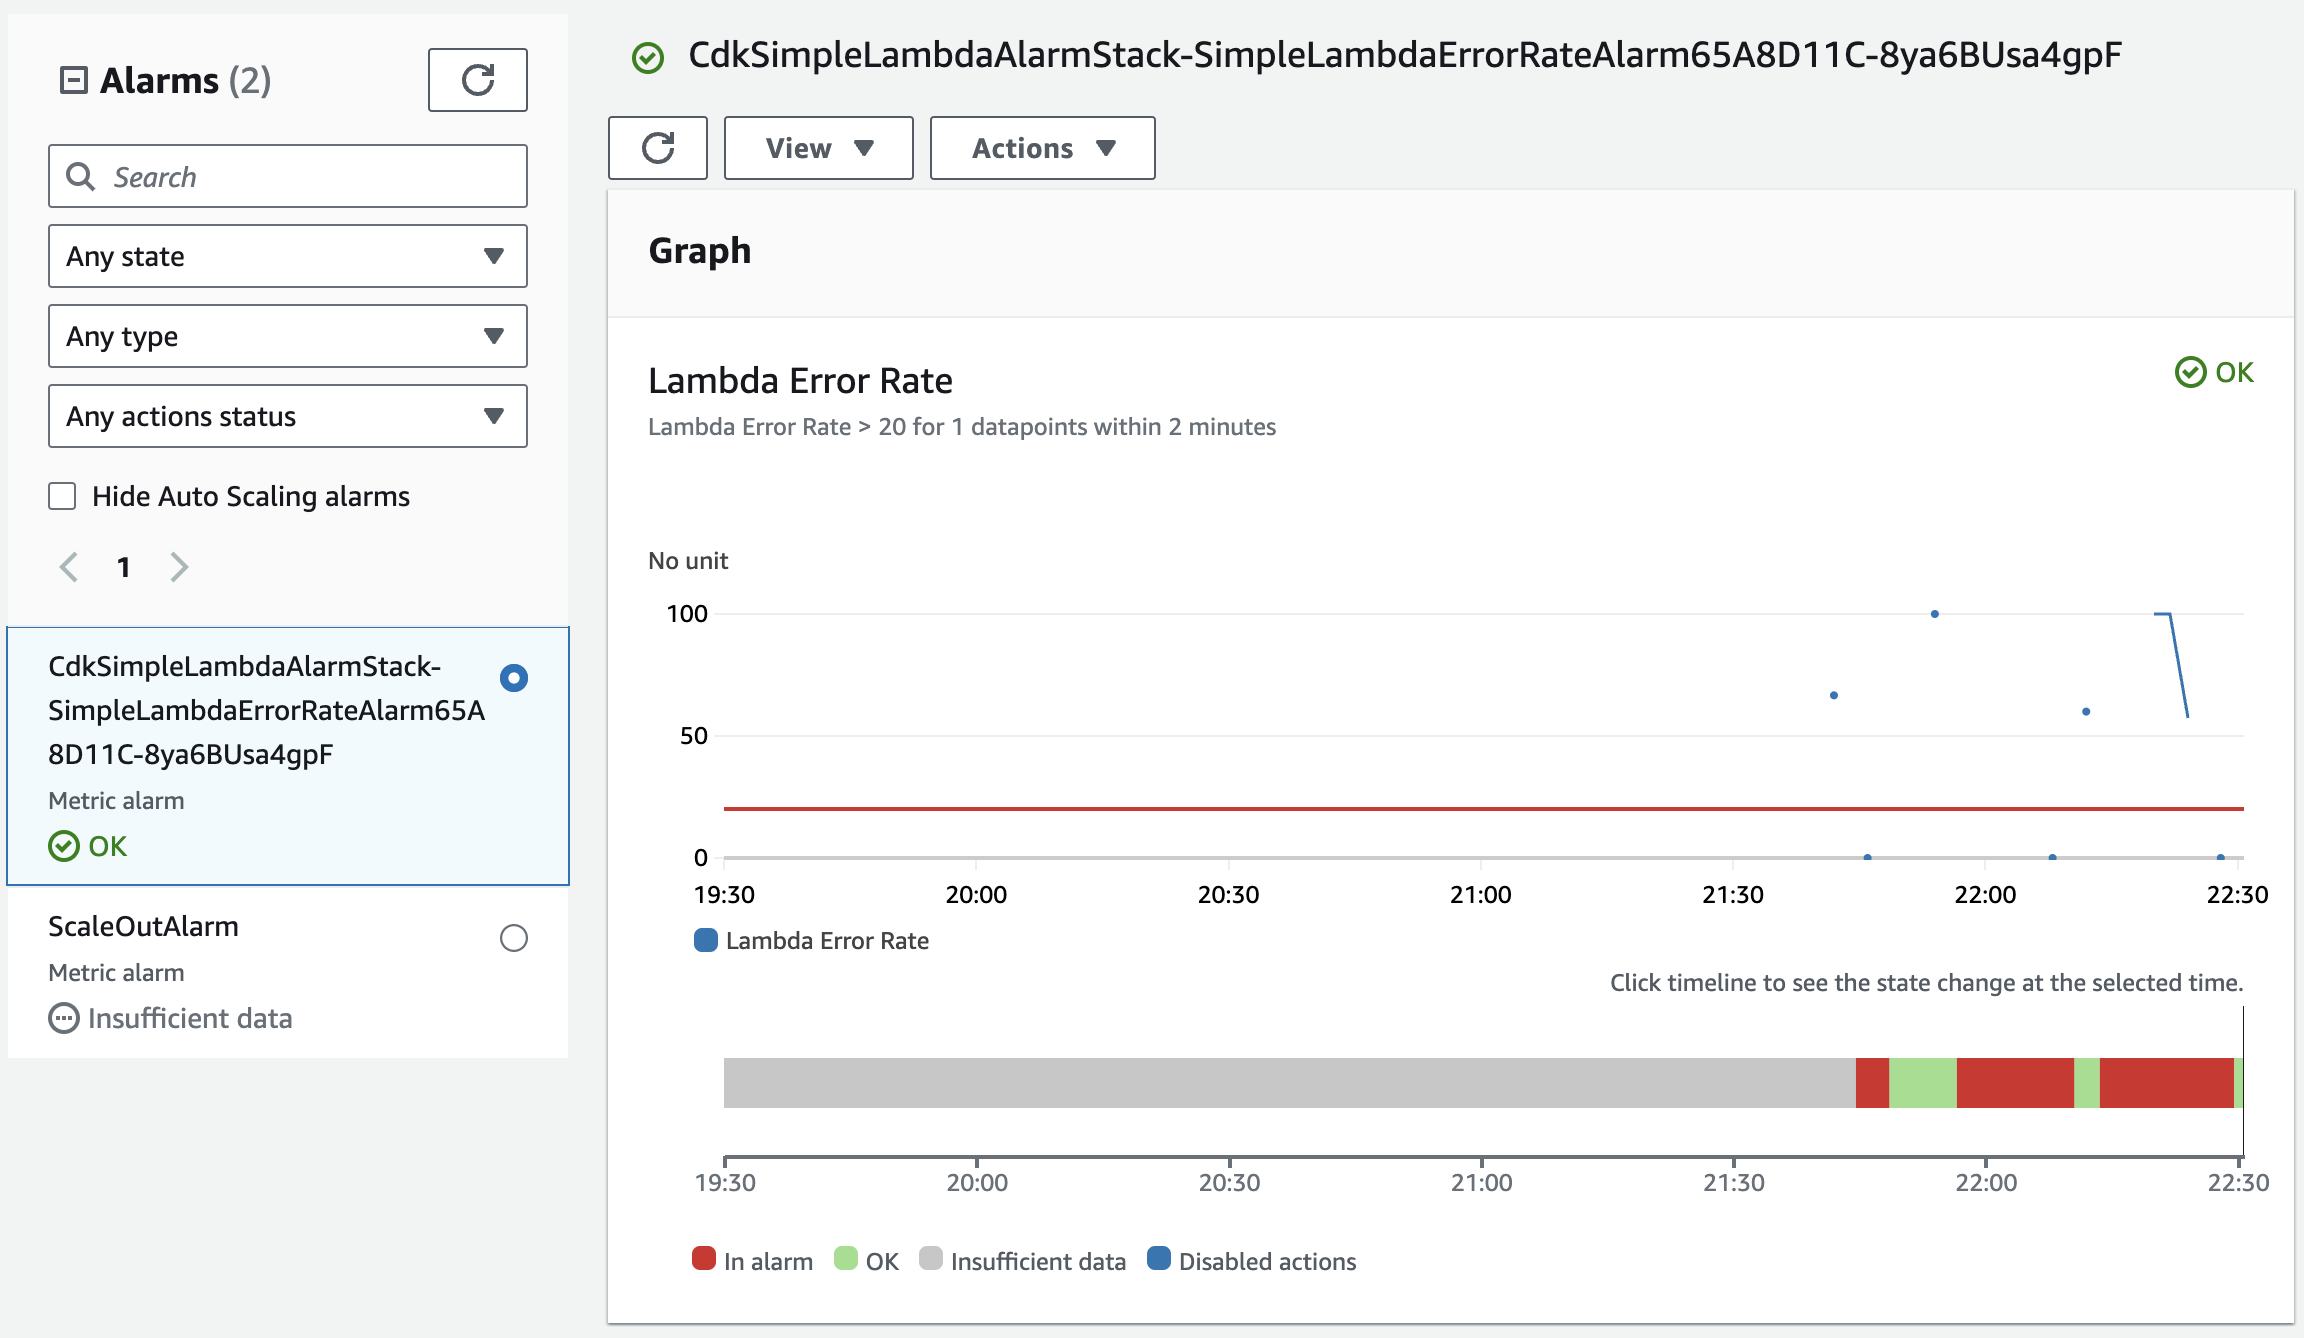 Alarms (2)
Search
Any state
Any type
Any actions status
Hide Auto Scaling alarms
1
CdkSimpleLambdaAlarmStack-
SimpleLambdaErrorRateAlarm65A
8D11C-8ya6BUsa4gpF
Metric alarm
OK
ScaleOutAlarm
Metric alarm
Insufficient data
CdkSimpleLambdaAlarmStack-SimpleLambdaErrorRateAlarm65A8D11C-8ya6BUsa4gpF
View Actions
Graph
Lambda Error Rate
OK
Lambda Error Rate > 20 for 1 datapoints within 2 minutes
No unit
100
50
0
19:30 20:00 20:30 21:00 21:30 22:00 22:30
Lambda Error Rate
Click timeline to see the state change at the selected time.
19:30 20:00 20:30 21:00 21:30 22:00 22:30
In alarm OK Insufficient data Disabled actions